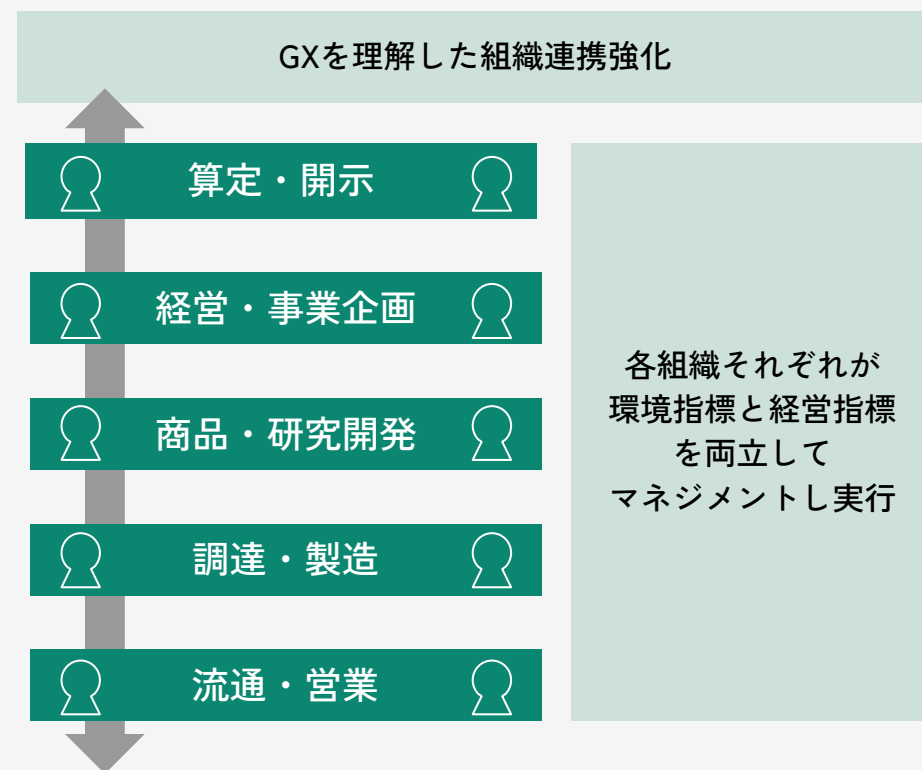 GXを理解した組織連携強化
算定・開示
経営・事業企画
商品・研究開発
調達・製造
流通・営業
各組織それぞれが
環境指標と経営指標
を両立して
マネジメントし実行